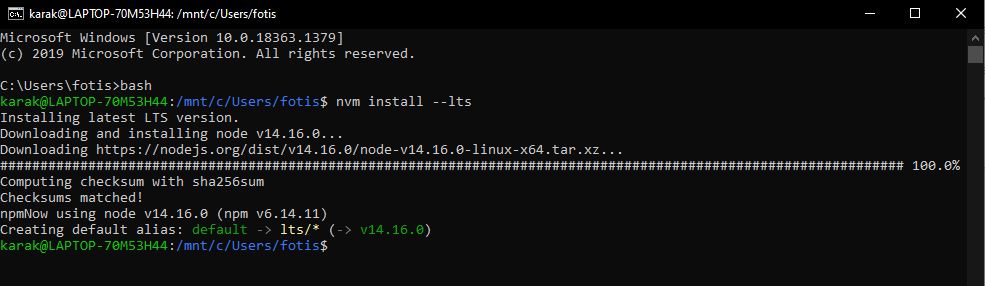 karak@LAPTOP-70M53H44: /mnt/c/Users/fotis
Microsoft Windows [Version 10.0.18363.1379]
(c) 2019 Microsoft Corporation. All rights reserved.
C:\Users\fotis>bash
karak@LAPTOP-70M53H44:/mnt/c/Users/fotis$ nvm install --lts
Installing latest LTS version.
Downloading and installing node v14.16.0...
Downloading https://nodejs.org/dist/v14.16.0/node-v14.16.0-linux-x64.tar.xz...
################################################################################################################# 100.0%
Computing checksum with sha256sum
Checksums matched!
npmNow using node v14.16.0 (npm v6.14.11)
Creating default alias: default -> lts/* (-> v14.16.0)
karak@LAPTOP-70M53H44:/mnt/c/Users/fotis$